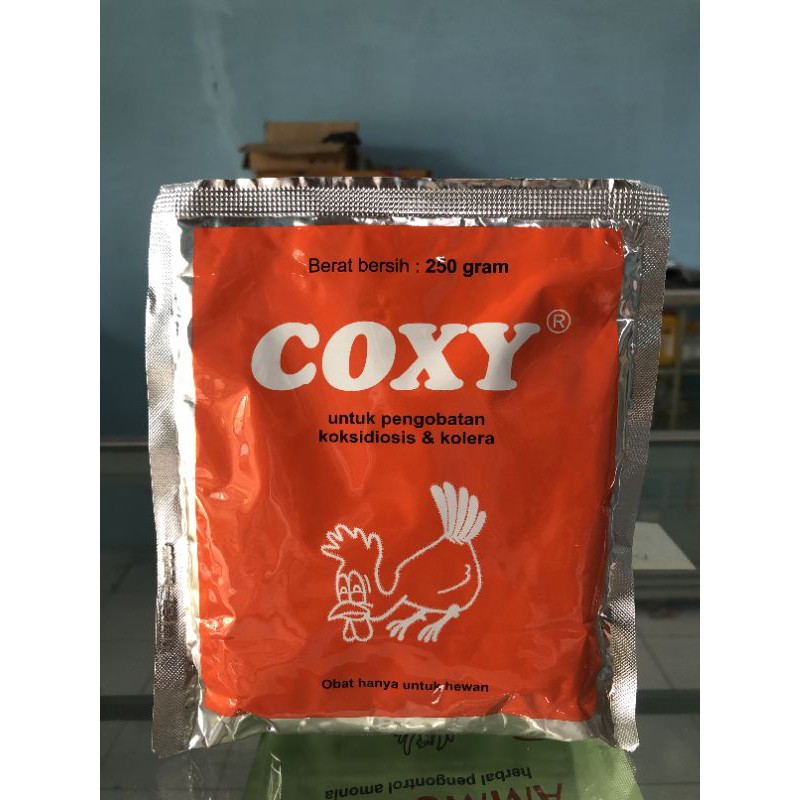 Berat bersih : 250 gram
COXY®
untuk pengobatan
koksidiosis & kolera
Obat hanya untuk hewan
herbal pengontrol amonia